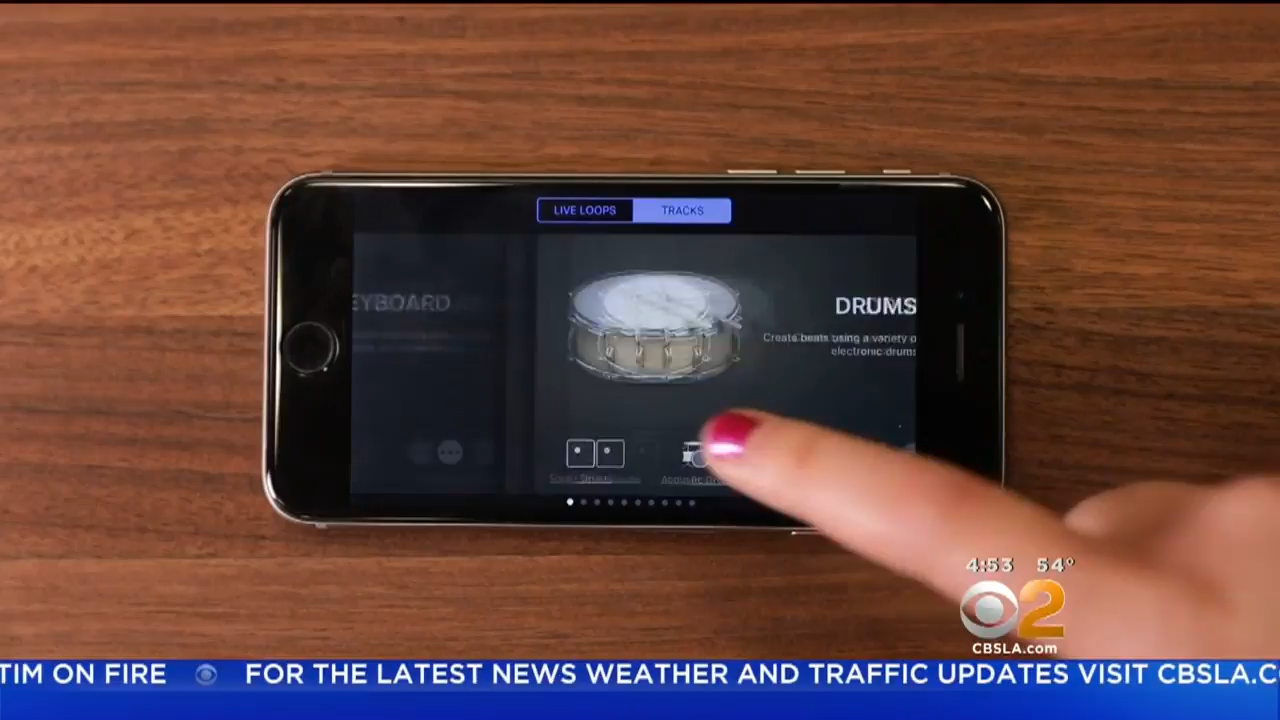 LIVE LOOPS TRACKS
EYBOARD
DRUMS
Create beats using a variety o
electronic drums
4:53 54°
2
CBSLA.com
TIM ON FIRE FOR THE LATEST NEWS WEATHER AND TRAFFIC UPDATES VISIT CBSLA.C